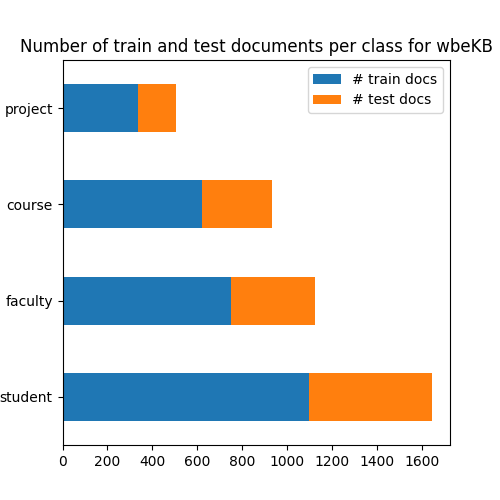 Number of train and test documents per class for wbeKB
# train docs
# test docs
project
course
faculty
student
0 200 400 600 800 1000 1200 1400 1600